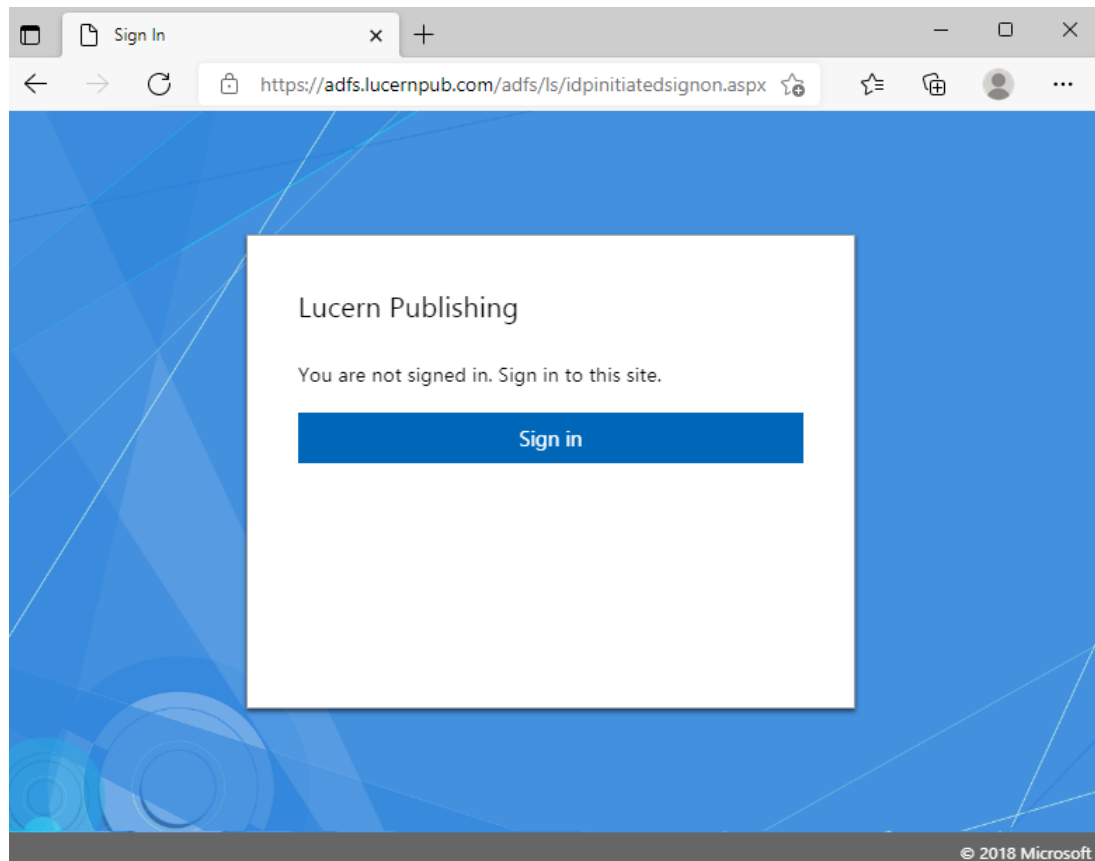 Sign In
https://adfs.lucernpub.com/adfs/ls/idpinitiatedsignon.aspx
Lucern Publishing
You are not signed in. Sign in to this site.
Sign in
© 2018 Microsoft